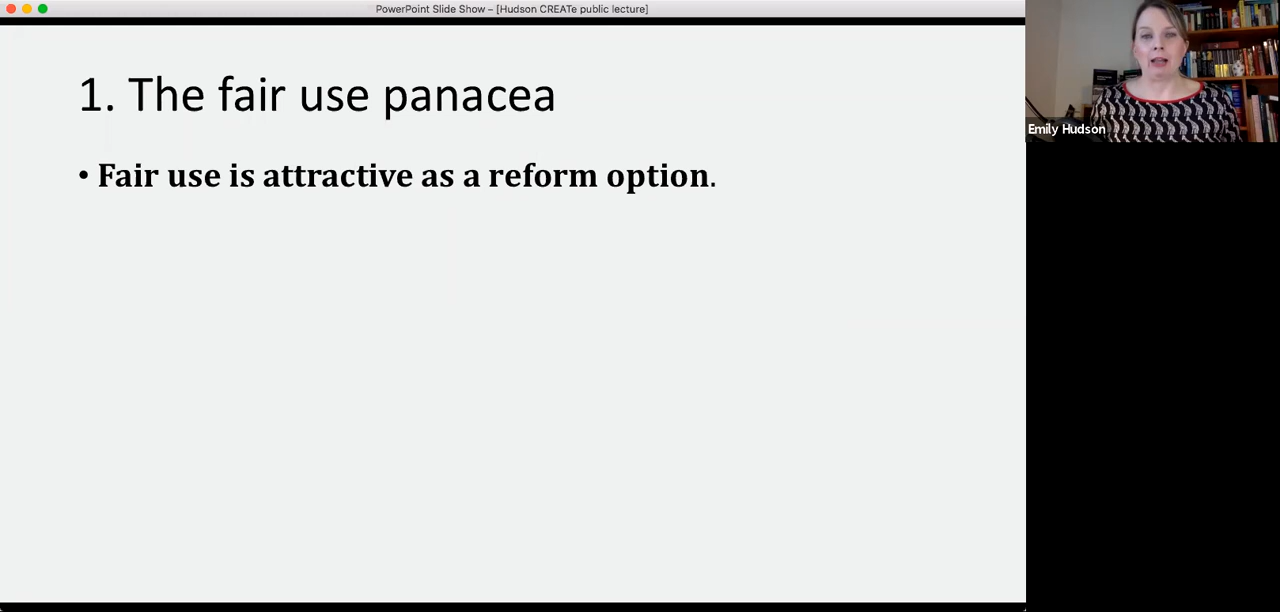 PowerPoint Slide Show – [Hudson CREATe public lecture]
1. The fair use panacea
• Fair use is attractive as a reform option.
Emily Hudson